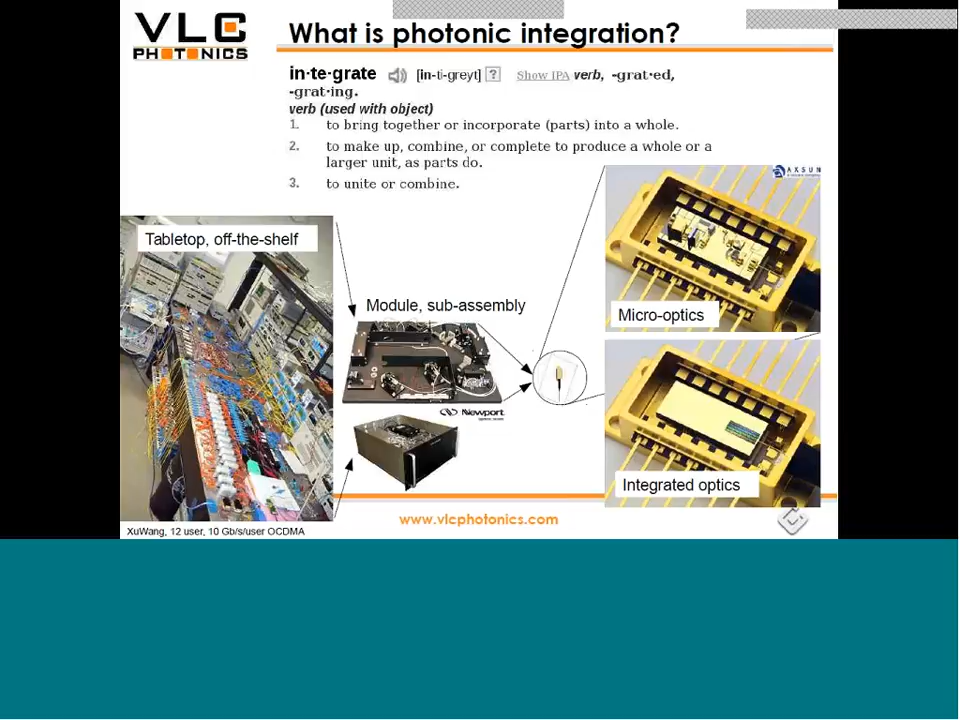 VLC
PHOTONICS
What is photonic integration?
in·te·grate [in-ti-greyt] ? Show IPA verb, -grat·ed,
-grat·ing.
verb (used with object)
1. to bring together or incorporate (parts) into a whole.
2. to make up, combine, or complete to produce a whole or a
larger unit, as parts do.
3. to unite or combine.
AXSUN
Tabletop, off-the-shelf
Module, sub-assembly
Micro-optics
Newport
Integrated optics
www.vlcphotonics.com
XuWang, 12 user, 10 Gb/s/user OCDMA